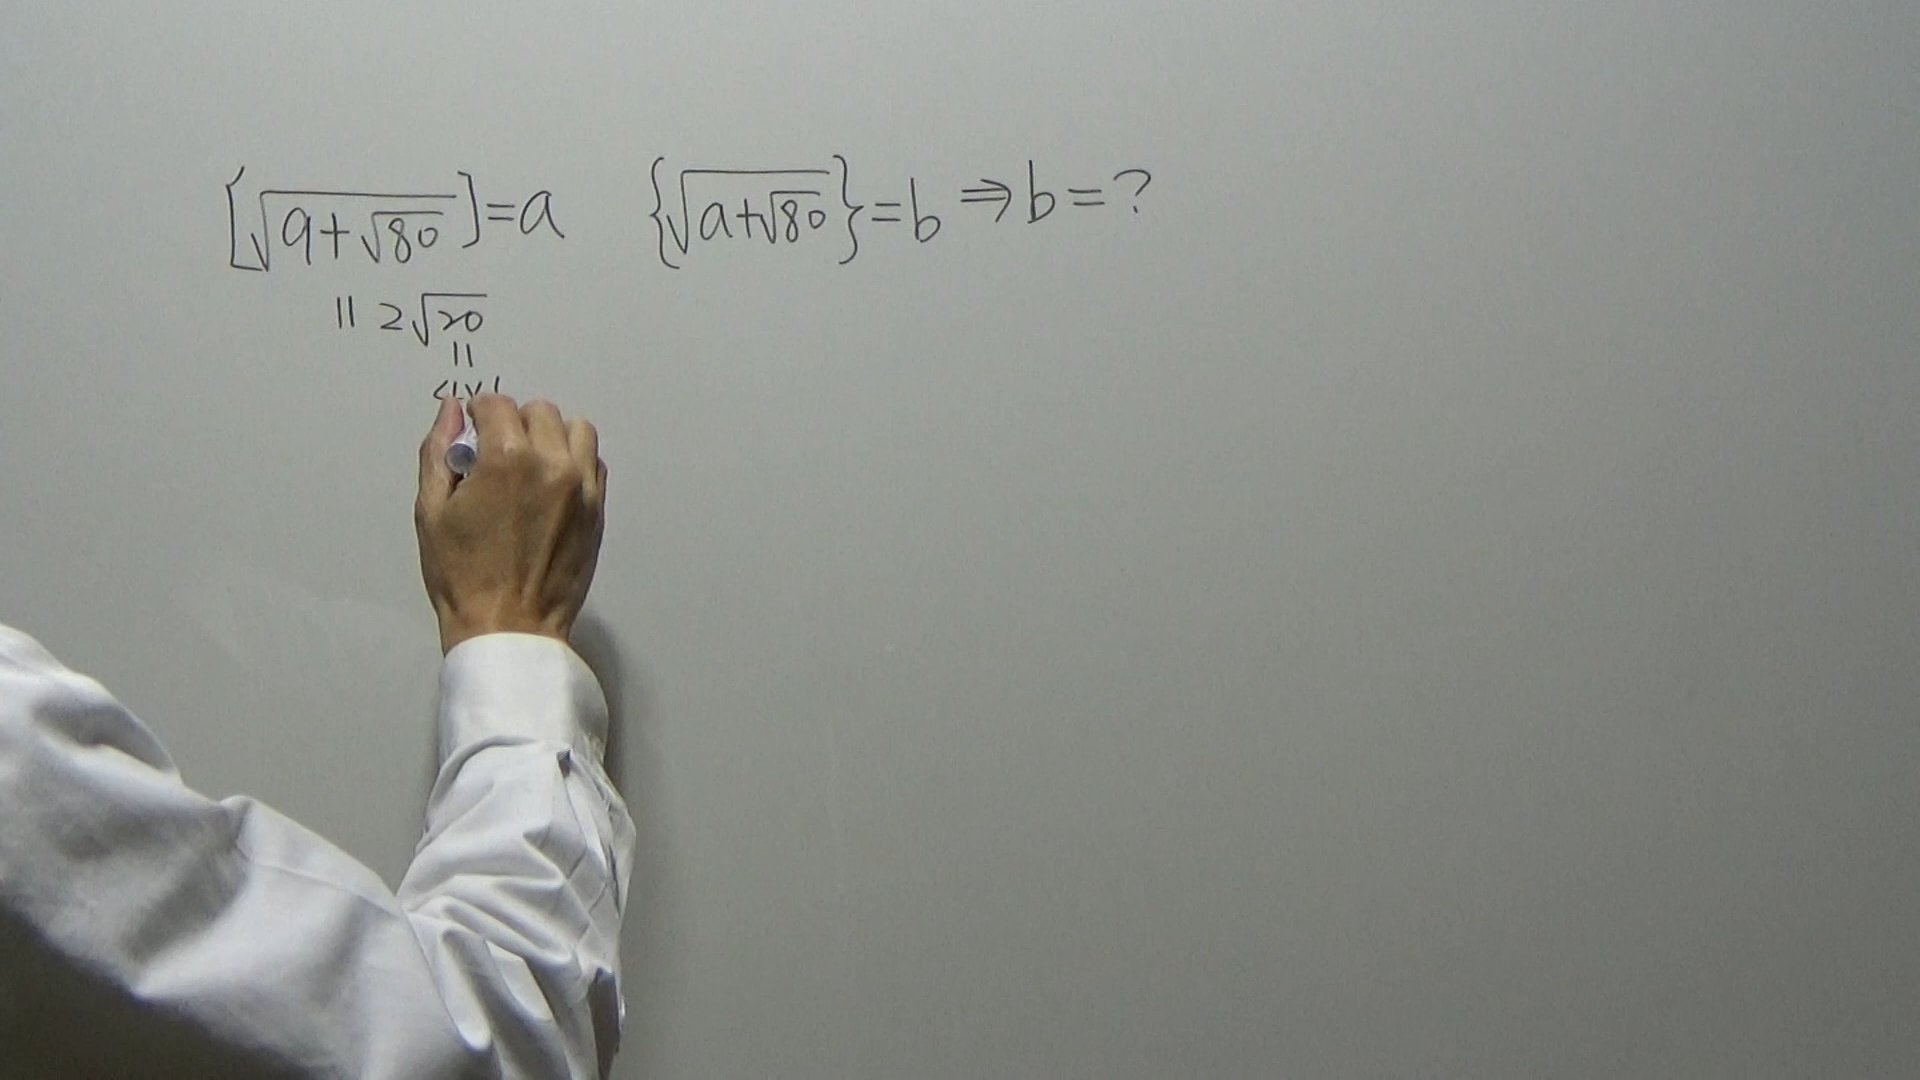 [√(9+√80)]=a {√(a+√80)}=b ⇒ b=?
|| 2√20
||